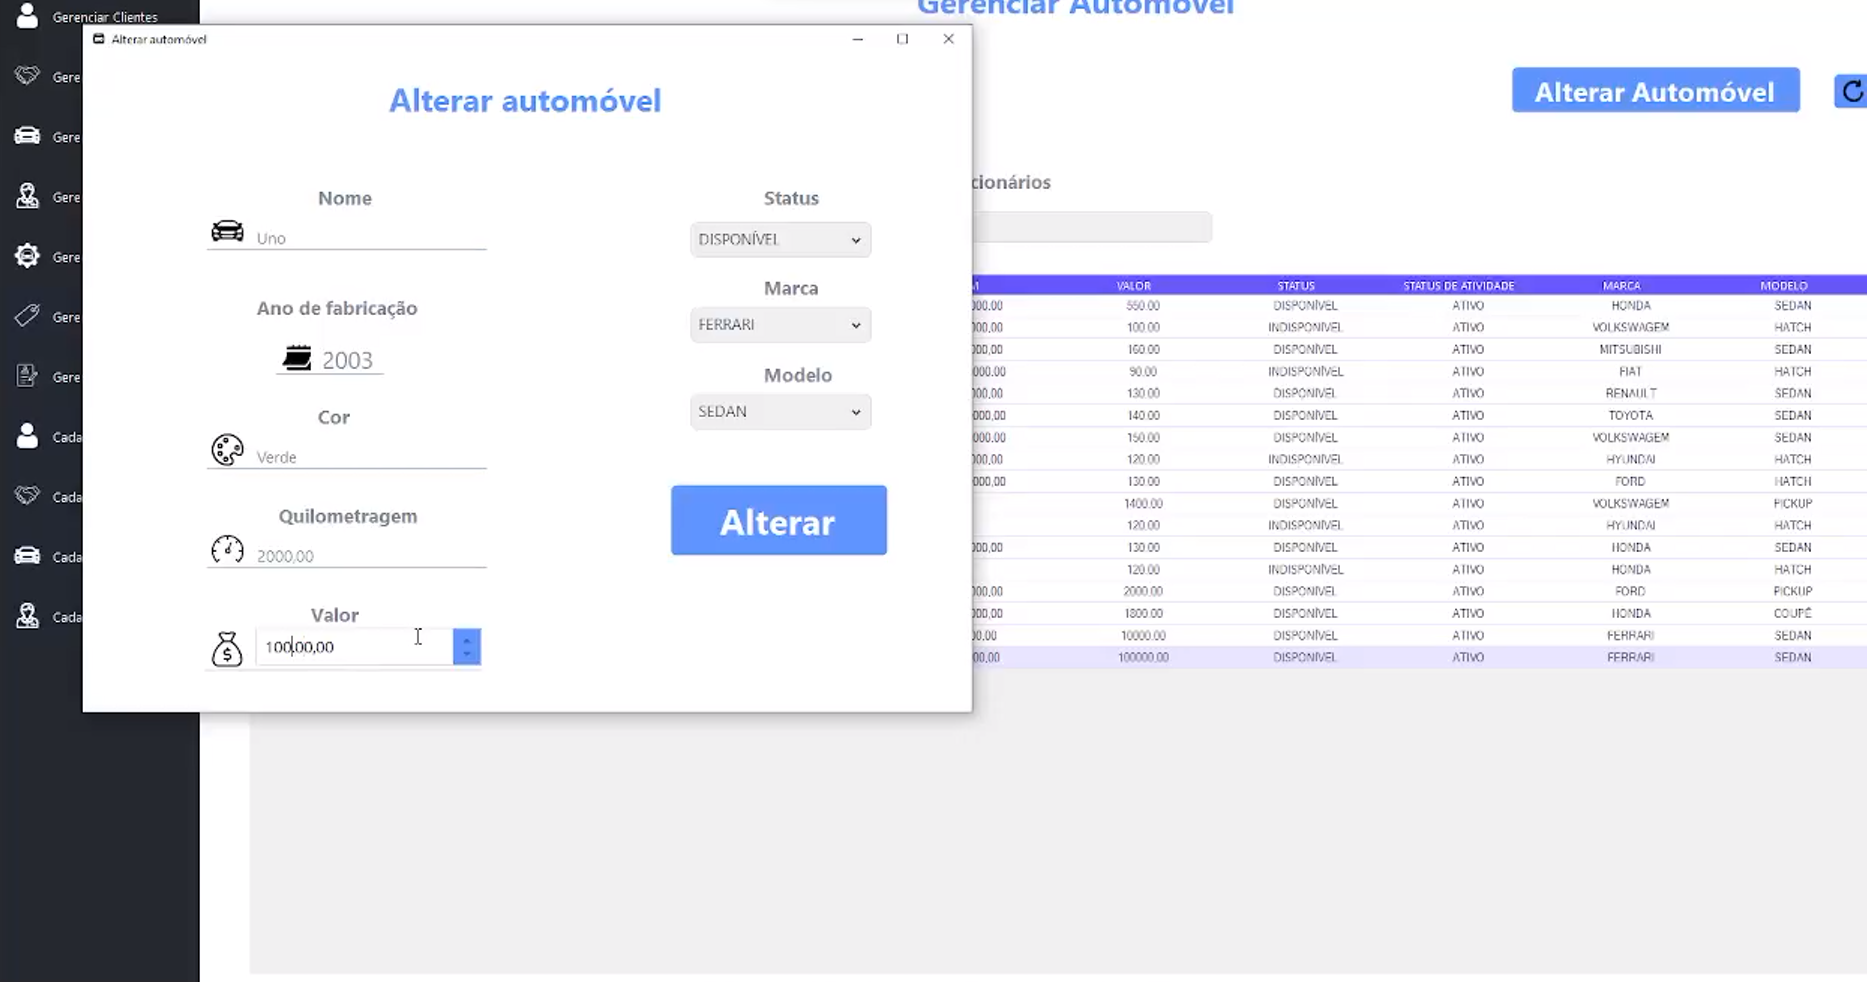 Gerenciar Clientes
Gerenciar Automóvel
Alterar automóvel
Gere
Alterar automóvel
Alterar Automóvel
Gere
Gere
Nome
Status
cionários
Uno
DISPONÍVEL
Gere
Marca
VALOR STATUS STATUS DE ATIVIDADE MARCA MODELO
000.00 550.00 DISPONÍVEL ATIVO HONDA SEDAN
Ano de fabricação
Gere
FERRARI
000.00 100.00 INDISPONÍVEL ATIVO VOLKSWAGEM HATCH
000,00 160.00 DISPONÍVEL ATIVO MITSUBISHI SEDAN
2003
000.00 90.00 INDISPONÍVEL ATIVO FIAT HATCH
Modelo
Gere
000,00 130.00 DISPONÍVEL ATIVO RENAULT SEDAN
SEDAN
000,00 140.00 DISPONÍVEL ATIVO TOYOTA SEDAN
Cor
Cada
000.00 150.00 DISPONÍVEL ATIVO VOLKSWAGEM SEDAN
Verde
000,00 120.00 INDISPONÍVEL ATIVO HYUNDAI HATCH
000,00 130.00 DISPONÍVEL ATIVO FORD HATCH
Cada
1400.00 DISPONÍVEL ATIVO VOLKSWAGEM PICKUP
Quilometragem
Alterar
120.00 INDISPONÍVEL ATIVO HYUNDAI HATCH
000,00 130.00 DISPONÍVEL ATIVO HONDA SEDAN
Cada
2000,00
120.00 INDISPONÍVEL ATIVO HONDA HATCH
000,00 2000.00 DISPONÍVEL ATIVO FORD PICKUP
Cada
Valor
000,00 1800.00 DISPONÍVEL ATIVO HONDA COUPÉ
00,00 10000.00 DISPONÍVEL ATIVO FERRARI SEDAN
10000,00
00,00 100000.00 DISPONÍVEL ATIVO FERRARI SEDAN